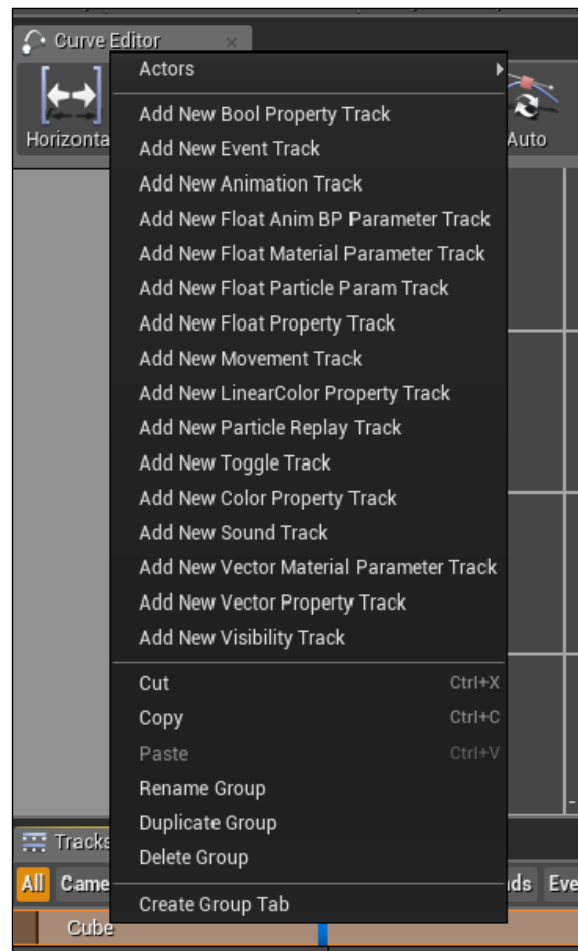 Curve Editor
Actors
Horizonta
Auto
Add New Bool Property Track
Add New Event Track
Add New Animation Track
Add New Float Anim BP Parameter Track
Add New Float Material Parameter Track
Add New Float Particle Param Track
Add New Float Property Track
Add New Movement Track
Add New LinearColor Property Track
Add New Particle Replay Track
Add New Toggle Track
Add New Color Property Track
Add New Sound Track
Add New Vector Material Parameter Track
Add New Vector Property Track
Add New Visibility Track
Cut Ctrl+X
Copy Ctrl+C
Paste Ctrl+V
Rename Group
Duplicate Group
Delete Group
Tracks
All Came ds Eve
Create Group Tab
Cube